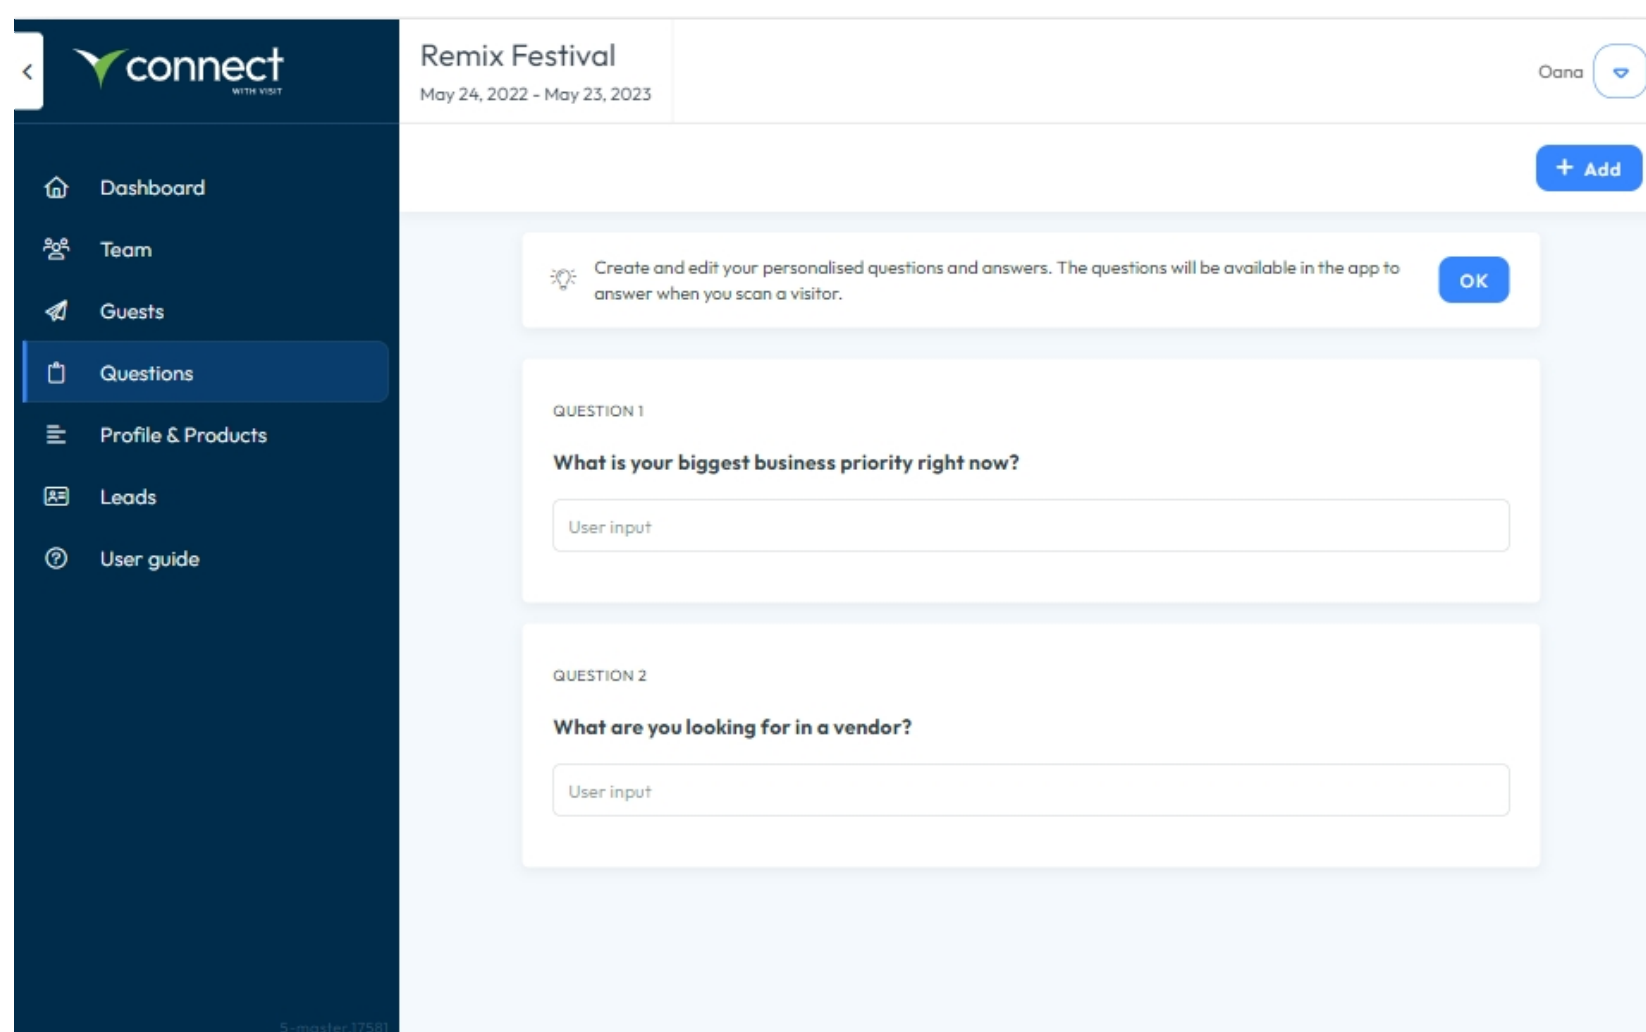 connect
WITH VISIT
Remix Festival
May 24, 2022 - May 23, 2023
Oana
+ Add
Dashboard
Team
Guests
Questions
Profile & Products
Leads
User guide
Create and edit your personalised questions and answers. The questions will be available in the app to
answer when you scan a visitor.
OK
QUESTION 1
What is your biggest business priority right now?
User input
QUESTION 2
What are you looking for in a vendor?
User input
5-master.17581